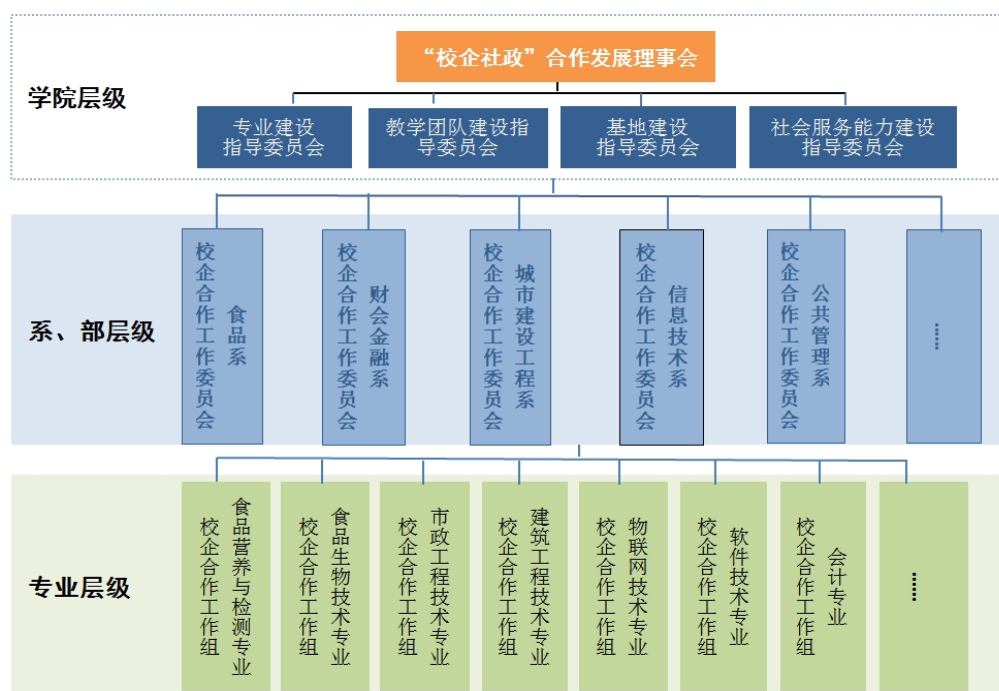 “校企社政”合作发展理事会
学院层级
专业建设
指导委员会
教学团队建设指
导委员会
基地建设
指导委员会
社会服务能力建设
指导委员会
系、部层级
食品系
校企合作工作委员会
财会金融系
校企合作工作委员会
城市建设工程系
校企合作工作委员会
信息技术系
校企合作工作委员会
公共管理系
校企合作工作委员会
……
专业层级
食品营养与检测专业
校企合作工作组
食品生物技术专业
校企合作工作组
市政工程技术专业
校企合作工作组
建筑工程技术专业
校企合作工作组
物联网技术专业
校企合作工作组
软件技术专业
校企合作工作组
会计专业
校企合作工作组
……